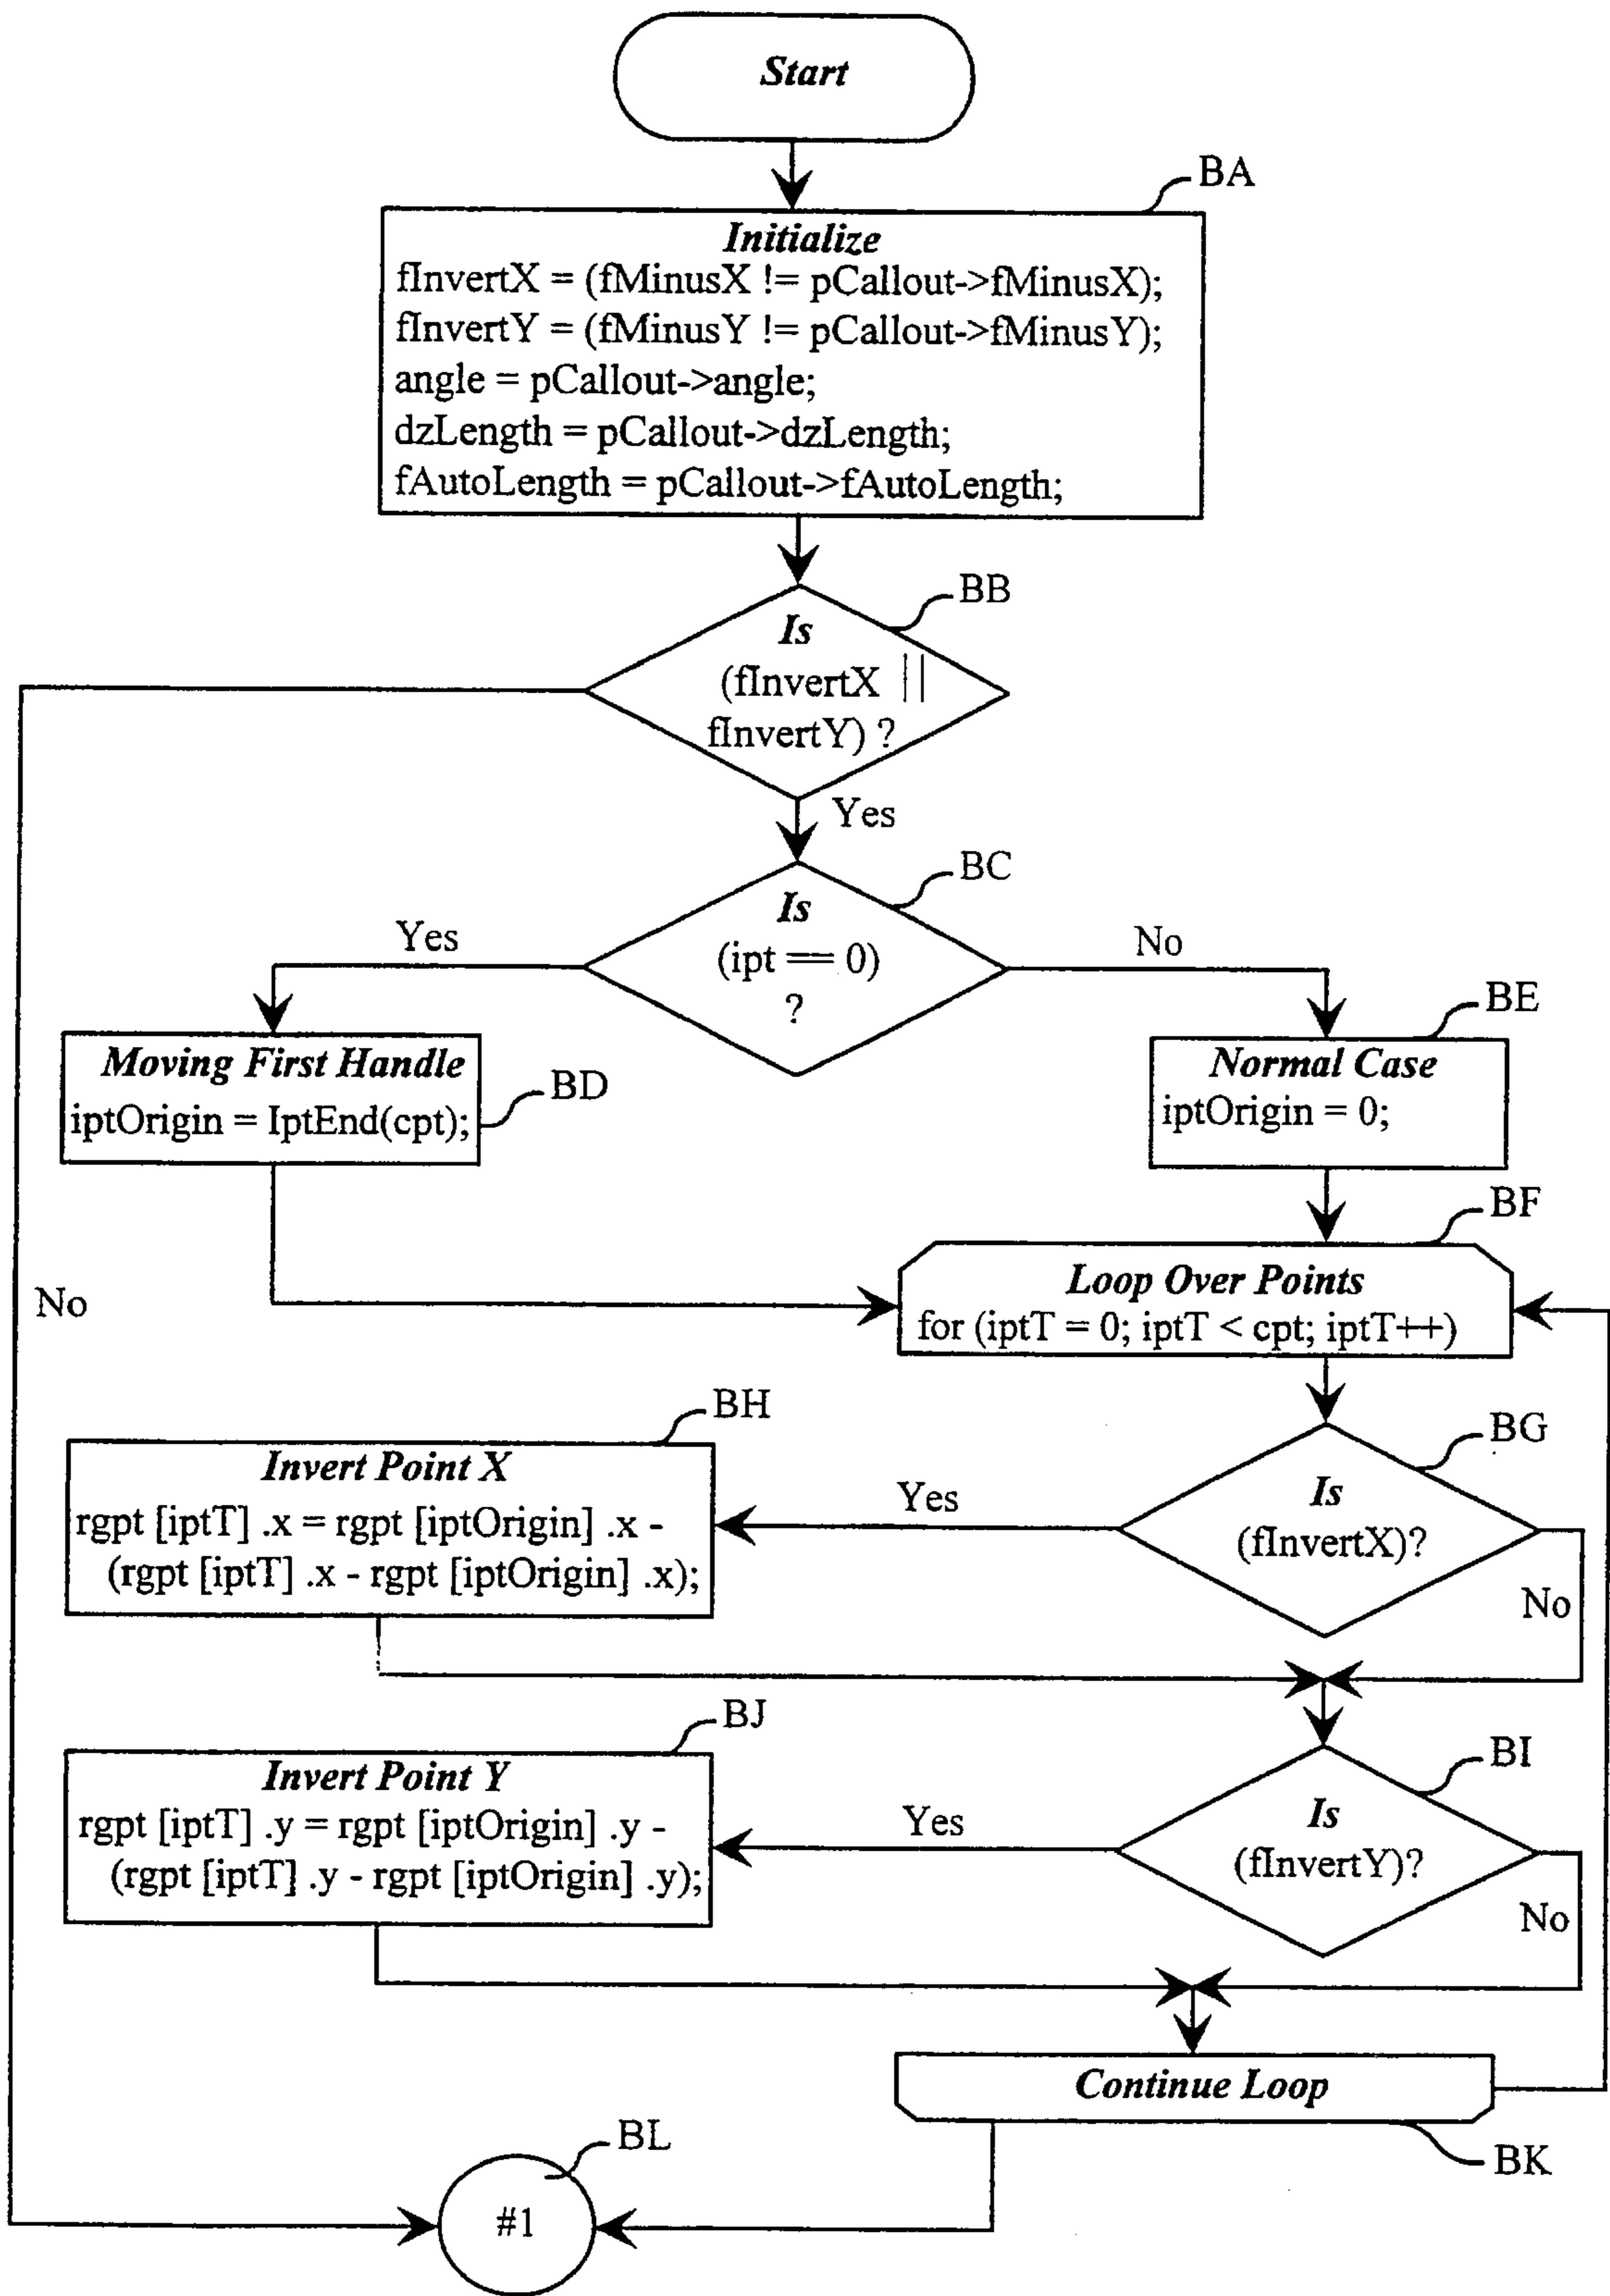 Start
BA
Initialize
fInvertX = (fMinusX != pCallout->fMinusX);
fInvertY = (fMinusY != pCallout->fMinusY);
angle = pCallout->angle;
dzLength = pCallout->dzLength;
fAutoLength = pCallout->fAutoLength;
BB
Is
(fInvertX ||
fInvertY) ?
Yes
BC
Is
(ipt == 0)
?
Yes
No
BE
Moving First Handle
iptOrigin = IptEnd(cpt);
BD
Normal Case
iptOrigin = 0;
BF
Loop Over Points
for (iptT = 0; iptT < cpt; iptT++)
No
BH
Invert Point X
rgpt [iptT] .x = rgpt [iptOrigin] .x -
(rgpt [iptT] .x - rgpt [iptOrigin] .x);
Yes
BG
Is
(fInvertX)?
No
BJ
Invert Point Y
rgpt [iptT] .y = rgpt [iptOrigin] .y -
(rgpt [iptT] .y - rgpt [iptOrigin] .y);
Yes
BI
Is
(fInvertY)?
No
Continue Loop
BK
BL
#1